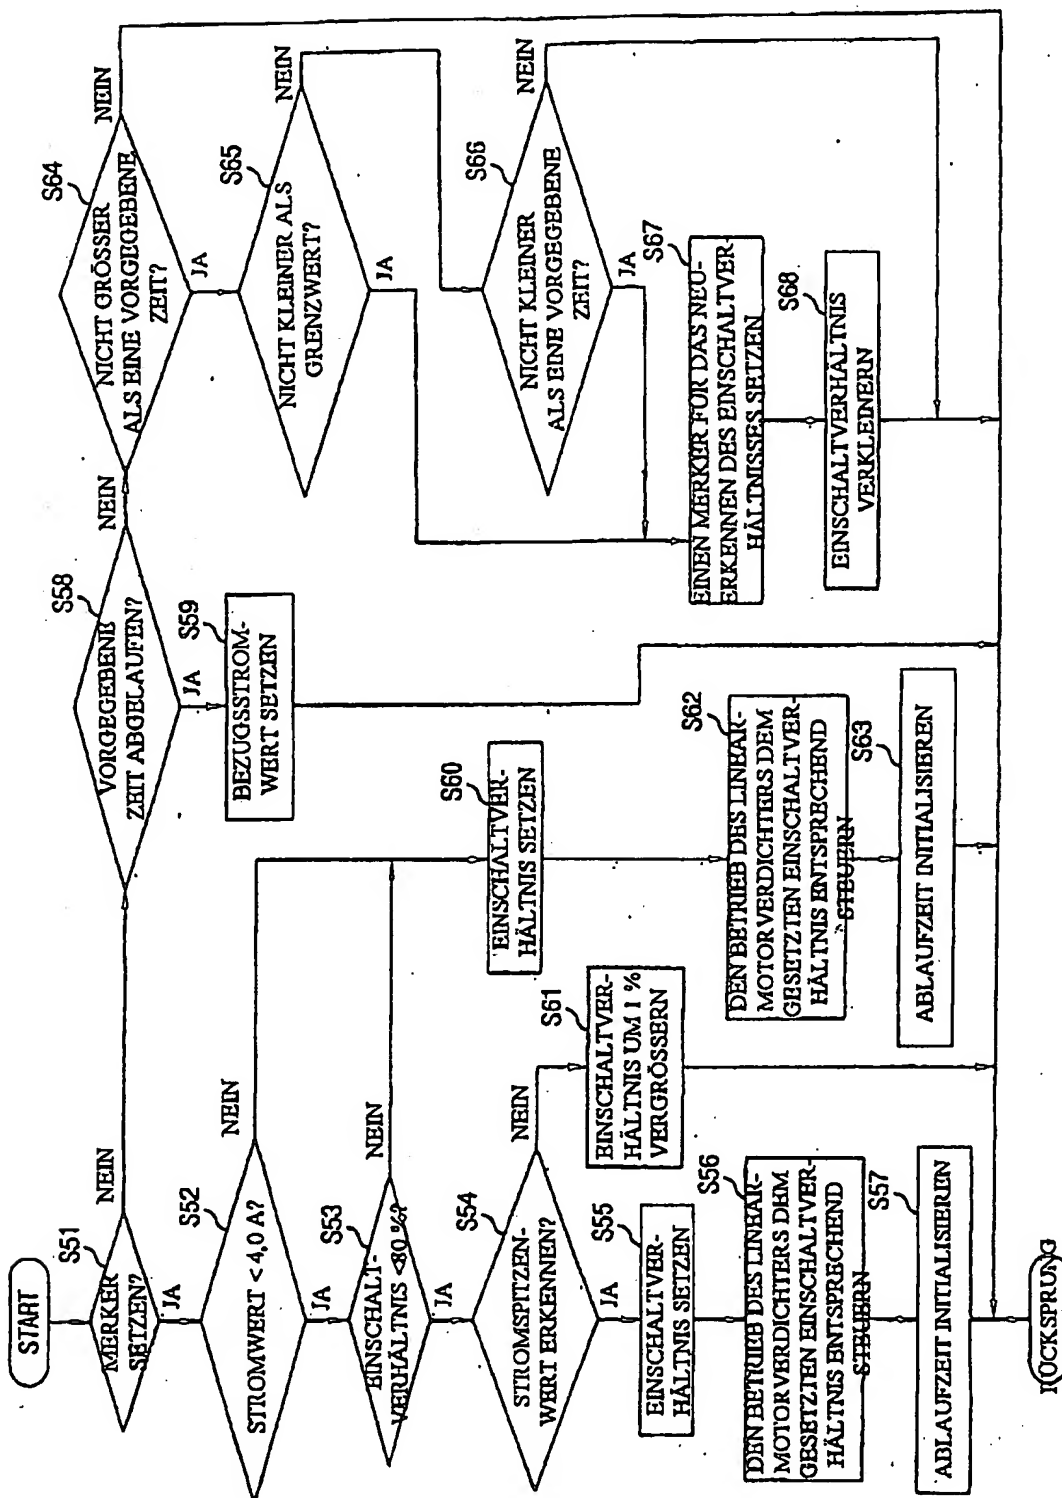 START
S51
MERKER
SETZEN?
NEIN
JA
S52
STROMWERT < 4,0 A?
NEIN
JA
S53
EINSCHALT-
VERHÄLTNIS <80 %?
NEIN
JA
S54
STROMSPITZEN-
WERT ERKENNEN?
NEIN
JA
S55
EINSCHALTVER-
HÄLTNIS SETZEN
S56
DEN BETRIEB DES LINEAR-
MOTORVERDICHTERS DEM
GESETZTEN EINSCHALTVER-
HÄLTNIS ENTSPRECHEND
STEUERN
S57
ABLAUFZEIT INITIALISIEREN
RÜCKSPRUNG
S61
EINSCHALTVER-
HÄLTNIS UM 1 %
VERGRÖSSERN
S58
VORGEGEBENE
ZEIT ABGELAUFEN?
NEIN
JA
S59
BEZUGSSTROM-
WERT SETZEN
S60
EINSCHALTVER-
HÄLTNIS SETZEN
S62
DEN BETRIEB DES LINEAR-
MOTORVERDICHTERS DEM
GESETZTEN EINSCHALTVER-
HÄLTNIS ENTSPRECHEND
STEUERN
S63
ABLAUFZEIT INITIALISIEREN
S64
NICHT GRÖSSER
ALS EINE VORGEGEBENE
ZEIT?
NEIN
JA
S65
NICHT KLEINER ALS
GRENZWERT?
NEIN
JA
S66
NICHT KLEINER
ALS EINE VORGEGEBENE
ZEIT?
NEIN
JA
S67
EINEN MERKER FÜR DAS NEU-
ERKENNEN DES EINSCHALTVER-
HÄLTNISSES SETZEN
S68
EINSCHALTVERHÄLTNIS
VERKLEINERN